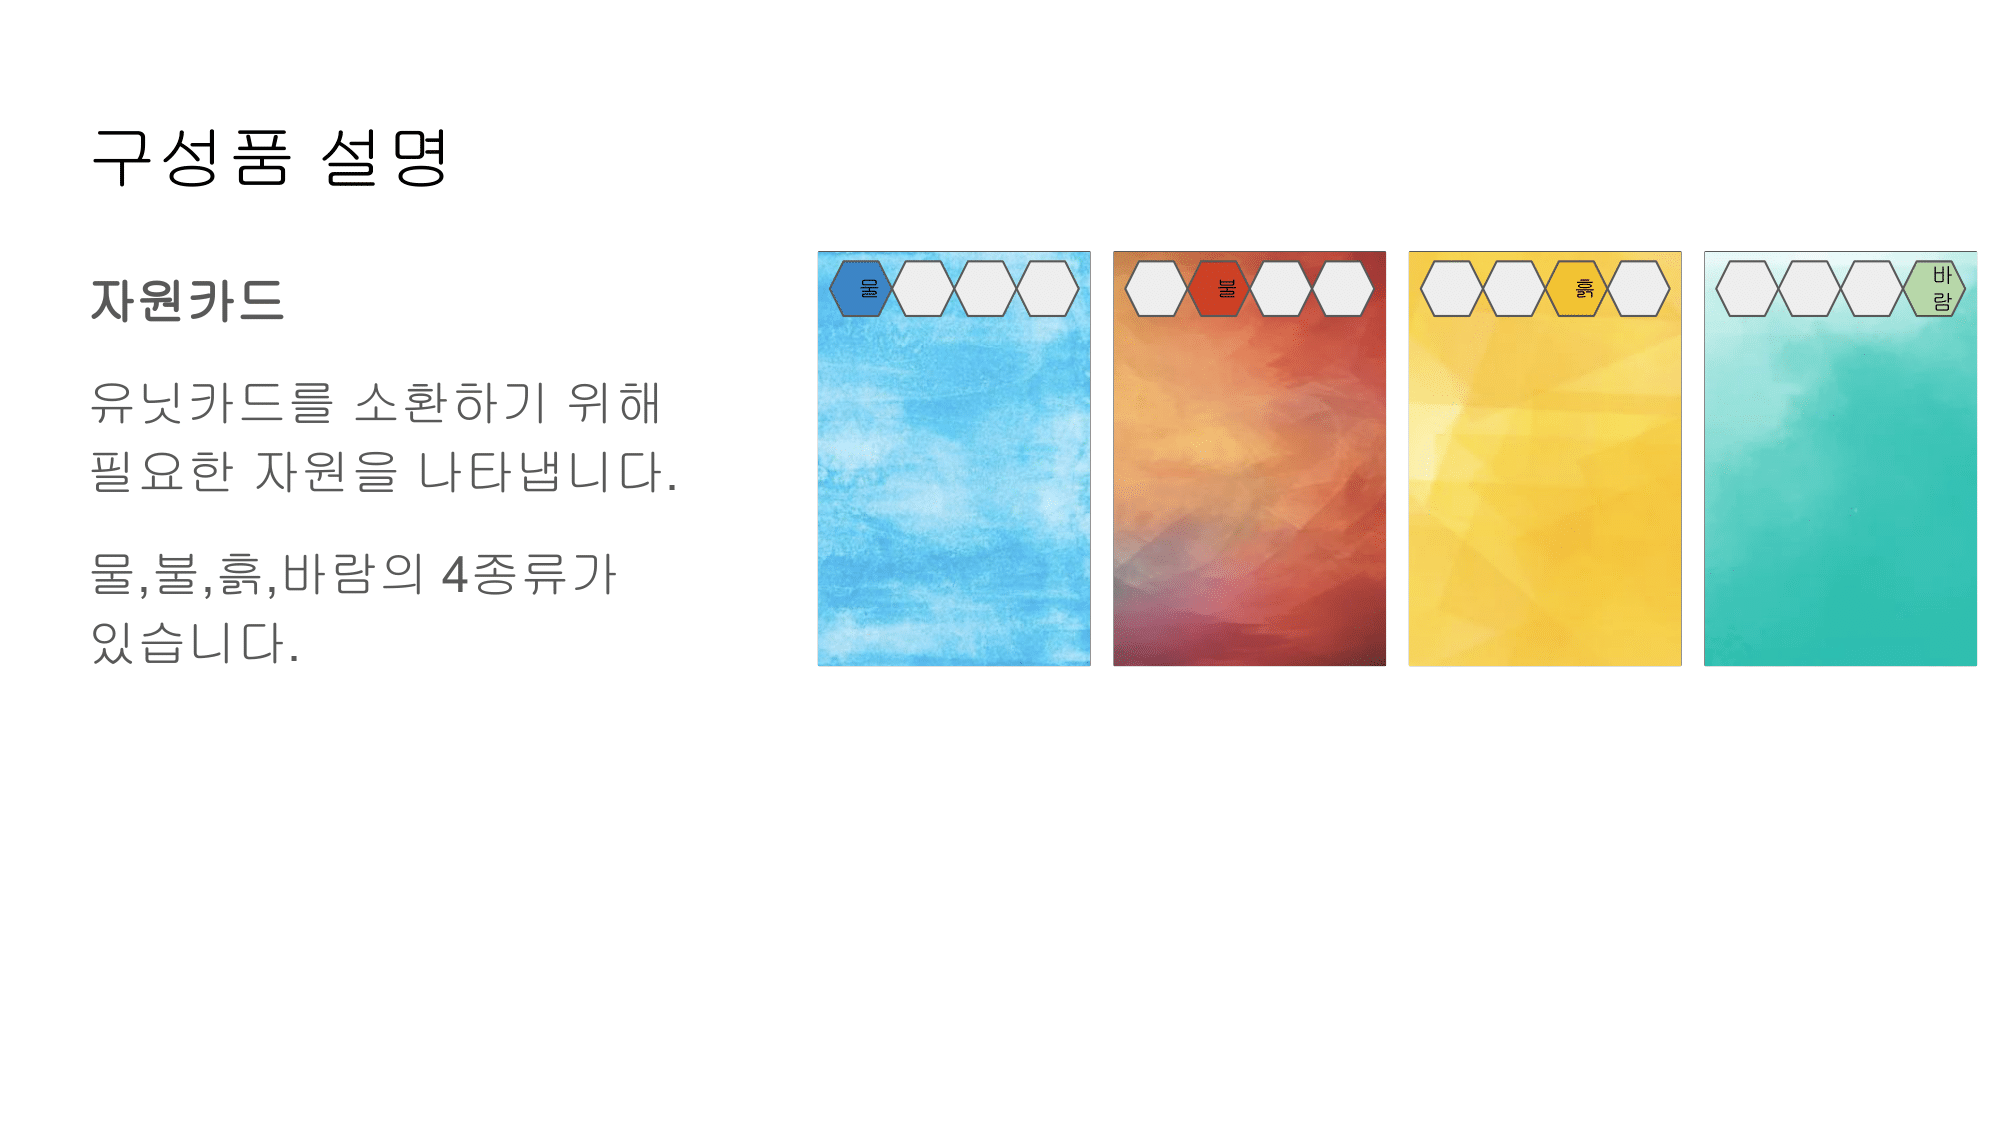 구성품 설명
자원카드
유닛카드를 소환하기 위해
필요한 자원을 나타냅니다.
물,불,흙,바람의 4종류가
있습니다.
물
불
흙
바
람